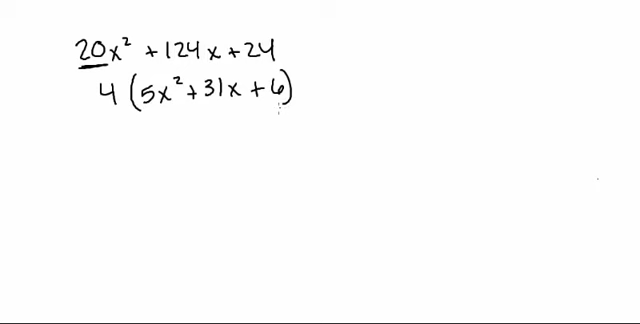 20x² + 124x + 24
4 (5x² + 31x + 6)